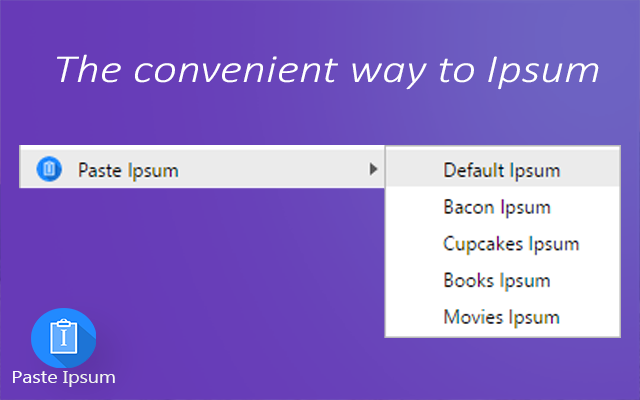 The convenient way to Ipsum
Paste Ipsum
Default Ipsum
Bacon Ipsum
Cupcakes Ipsum
Books Ipsum
Movies Ipsum
I
Paste Ipsum